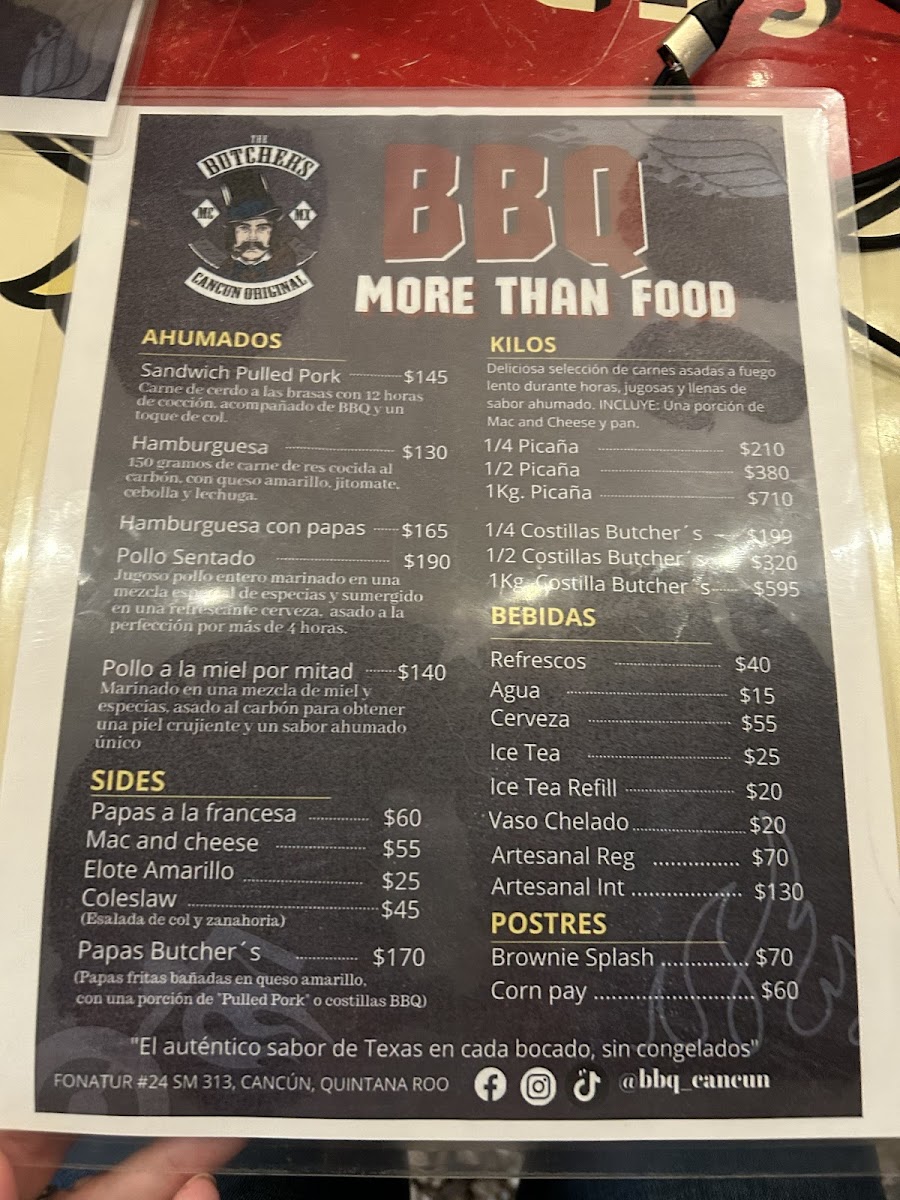 THE
BUTCHER'S
MC MX
CANCUN ORIGINAL
BBQ
MORE THAN FOOD
AHUMADOS
Sandwich Pulled Pork $145
Carne de cerdo a las brasas con 12 horas
de cocción, acompañado de BBQ y un
toque de col.
Hamburguesa $130
150 gramos de carne de res cocida al
carbón, con queso amarillo, jitomate,
cebolla y lechuga.
Hamburguesa con papas $165
Pollo Sentado $190
Jugoso pollo entero marinado en una
mezcla especial de especias y sumergido
en una refrescante cerveza, asado a la
perfección por más de 4 horas.
Pollo a la miel por mitad $140
Marinado en una mezcla de miel y
especias, asado al carbón para obtener
una piel crujiente y un sabor ahumado
único
SIDES
Papas a la francesa $60
Mac and cheese $55
Elote Amarillo $25
Coleslaw $45
(Esalada de col y zanahoria)
Papas Butcher´s $170
(Papas fritas bañadas en queso amarillo,
con una porción de "Pulled Pork" o costillas BBQ)
KILOS
Deliciosa selección de carnes asadas a fuego
lento durante horas, jugosas y llenas de
sabor ahumado. INCLUYE: Una porción de
Mac and Cheese y pan.
1/4 Picaña $210
1/2 Picaña $380
1Kg. Picaña $710
1/4 Costillas Butcher´s $199
1/2 Costillas Butcher´s $320
1Kg. Costilla Butcher´s $595
BEBIDAS
Refrescos $40
Agua $15
Cerveza $55
Ice Tea $25
Ice Tea Refill $20
Vaso Chelado $20
Artesanal Reg $70
Artesanal Int $130
POSTRES
Brownie Splash $70
Corn pay $60
"El auténtico sabor de Texas en cada bocado, sin congelados"
FONATUR #24 SM 313, CANCÚN, QUINTANA ROO @bbq_cancun